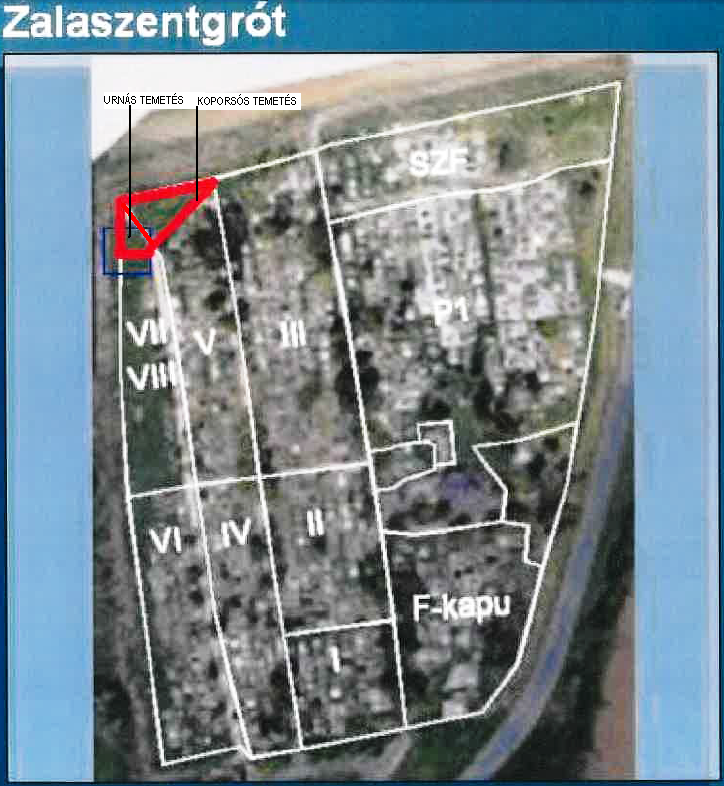 Zalaszentgrót
URNÁS TEMETÉS
KOPORSÓS TEMETÉS
SZF
P1
VII
VIII
V
III
VI
IV
II
F-kapu
I